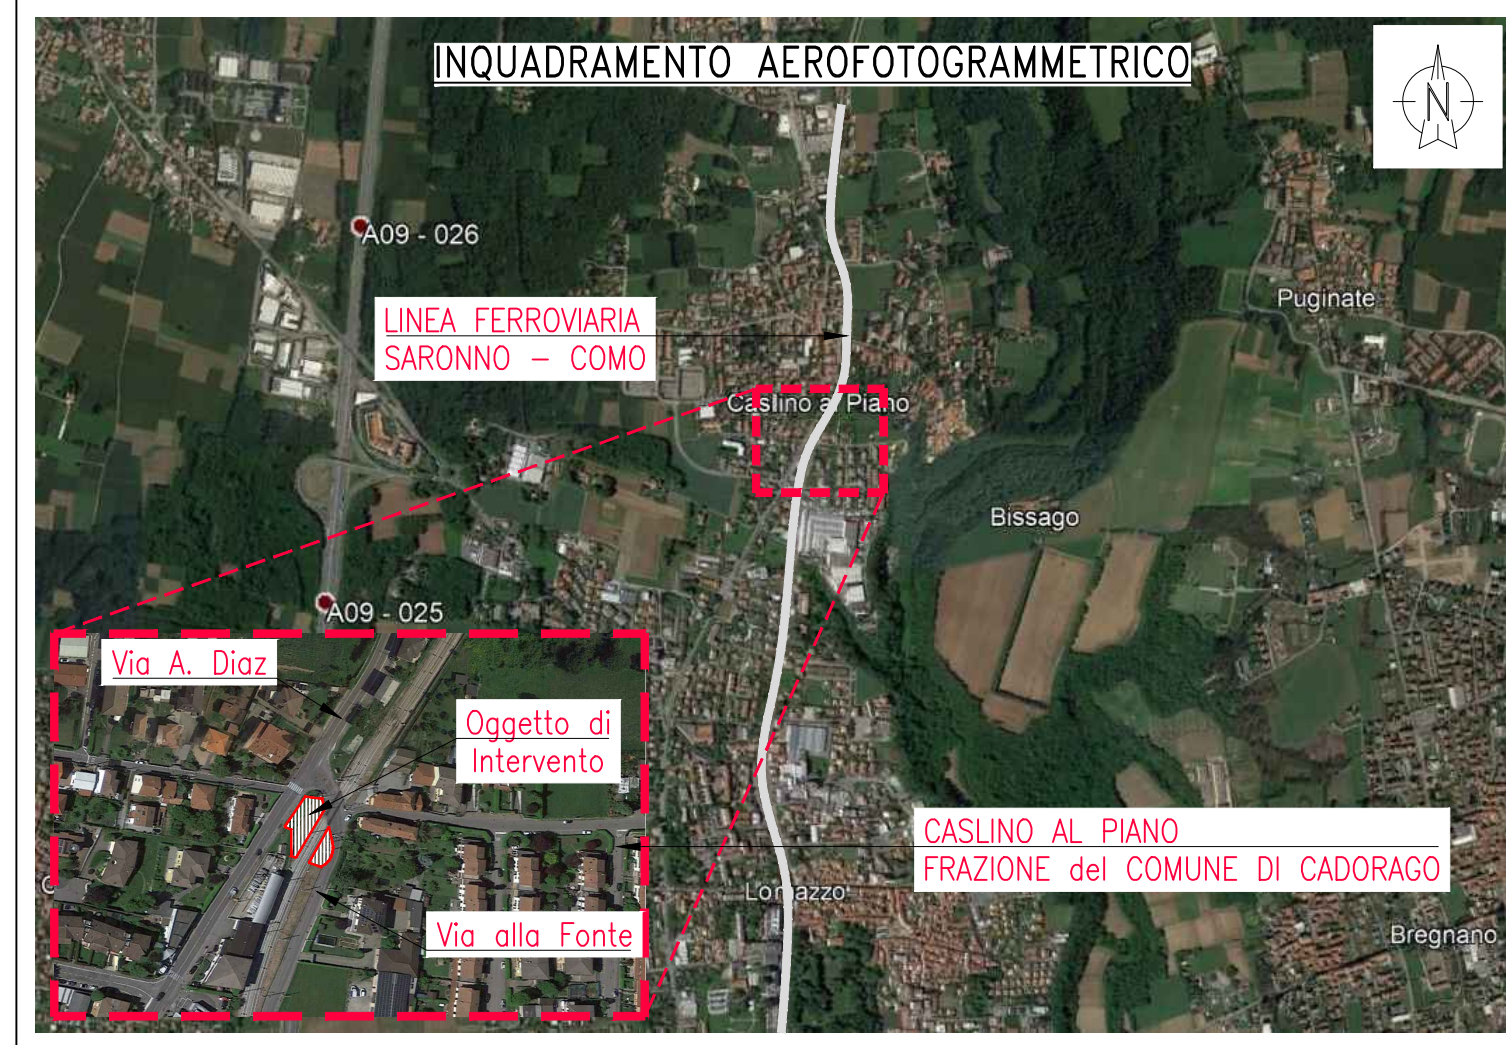 INQUADRAMENTO AEROFOTOGRAMMETRICO
N
A09 - 026
Puginate
LINEA FERROVIARIA
SARONNO - COMO
Caslino al Piano
Bissago
A09 - 025
Via A. Diaz
Oggetto di
Intervento
CASLINO AL PIANO
FRAZIONE del COMUNE DI CADORAGO
Lomazzo
Via alla Fonte
Bregnano